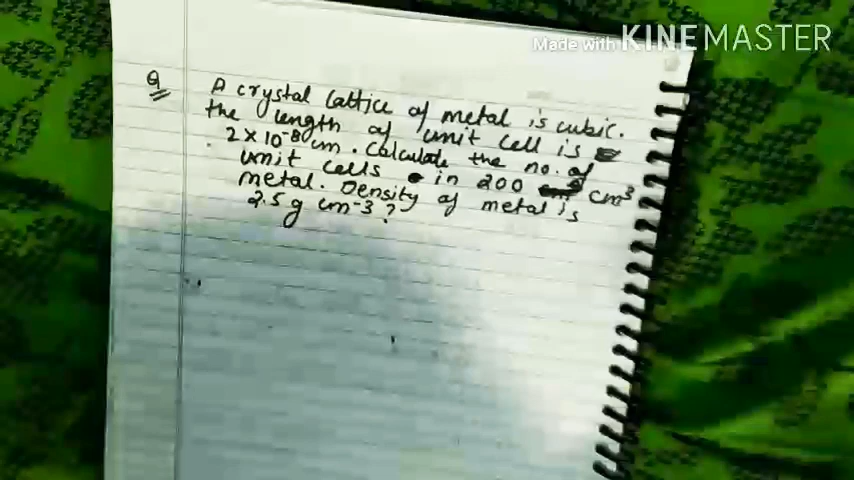 Made with KINEMASTER
Q A crystal lattice of metal is cubic.
the length of unit cell is
2 × 10⁻⁸ cm. Calculate the no. of
unit cells in 200 cm³
metal. Density of metal is
2.5 g cm⁻³ ?